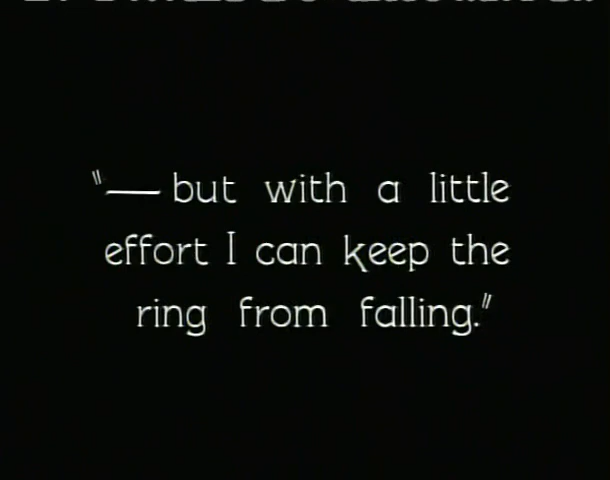 "— but with a little
effort I can keep the
ring from falling."